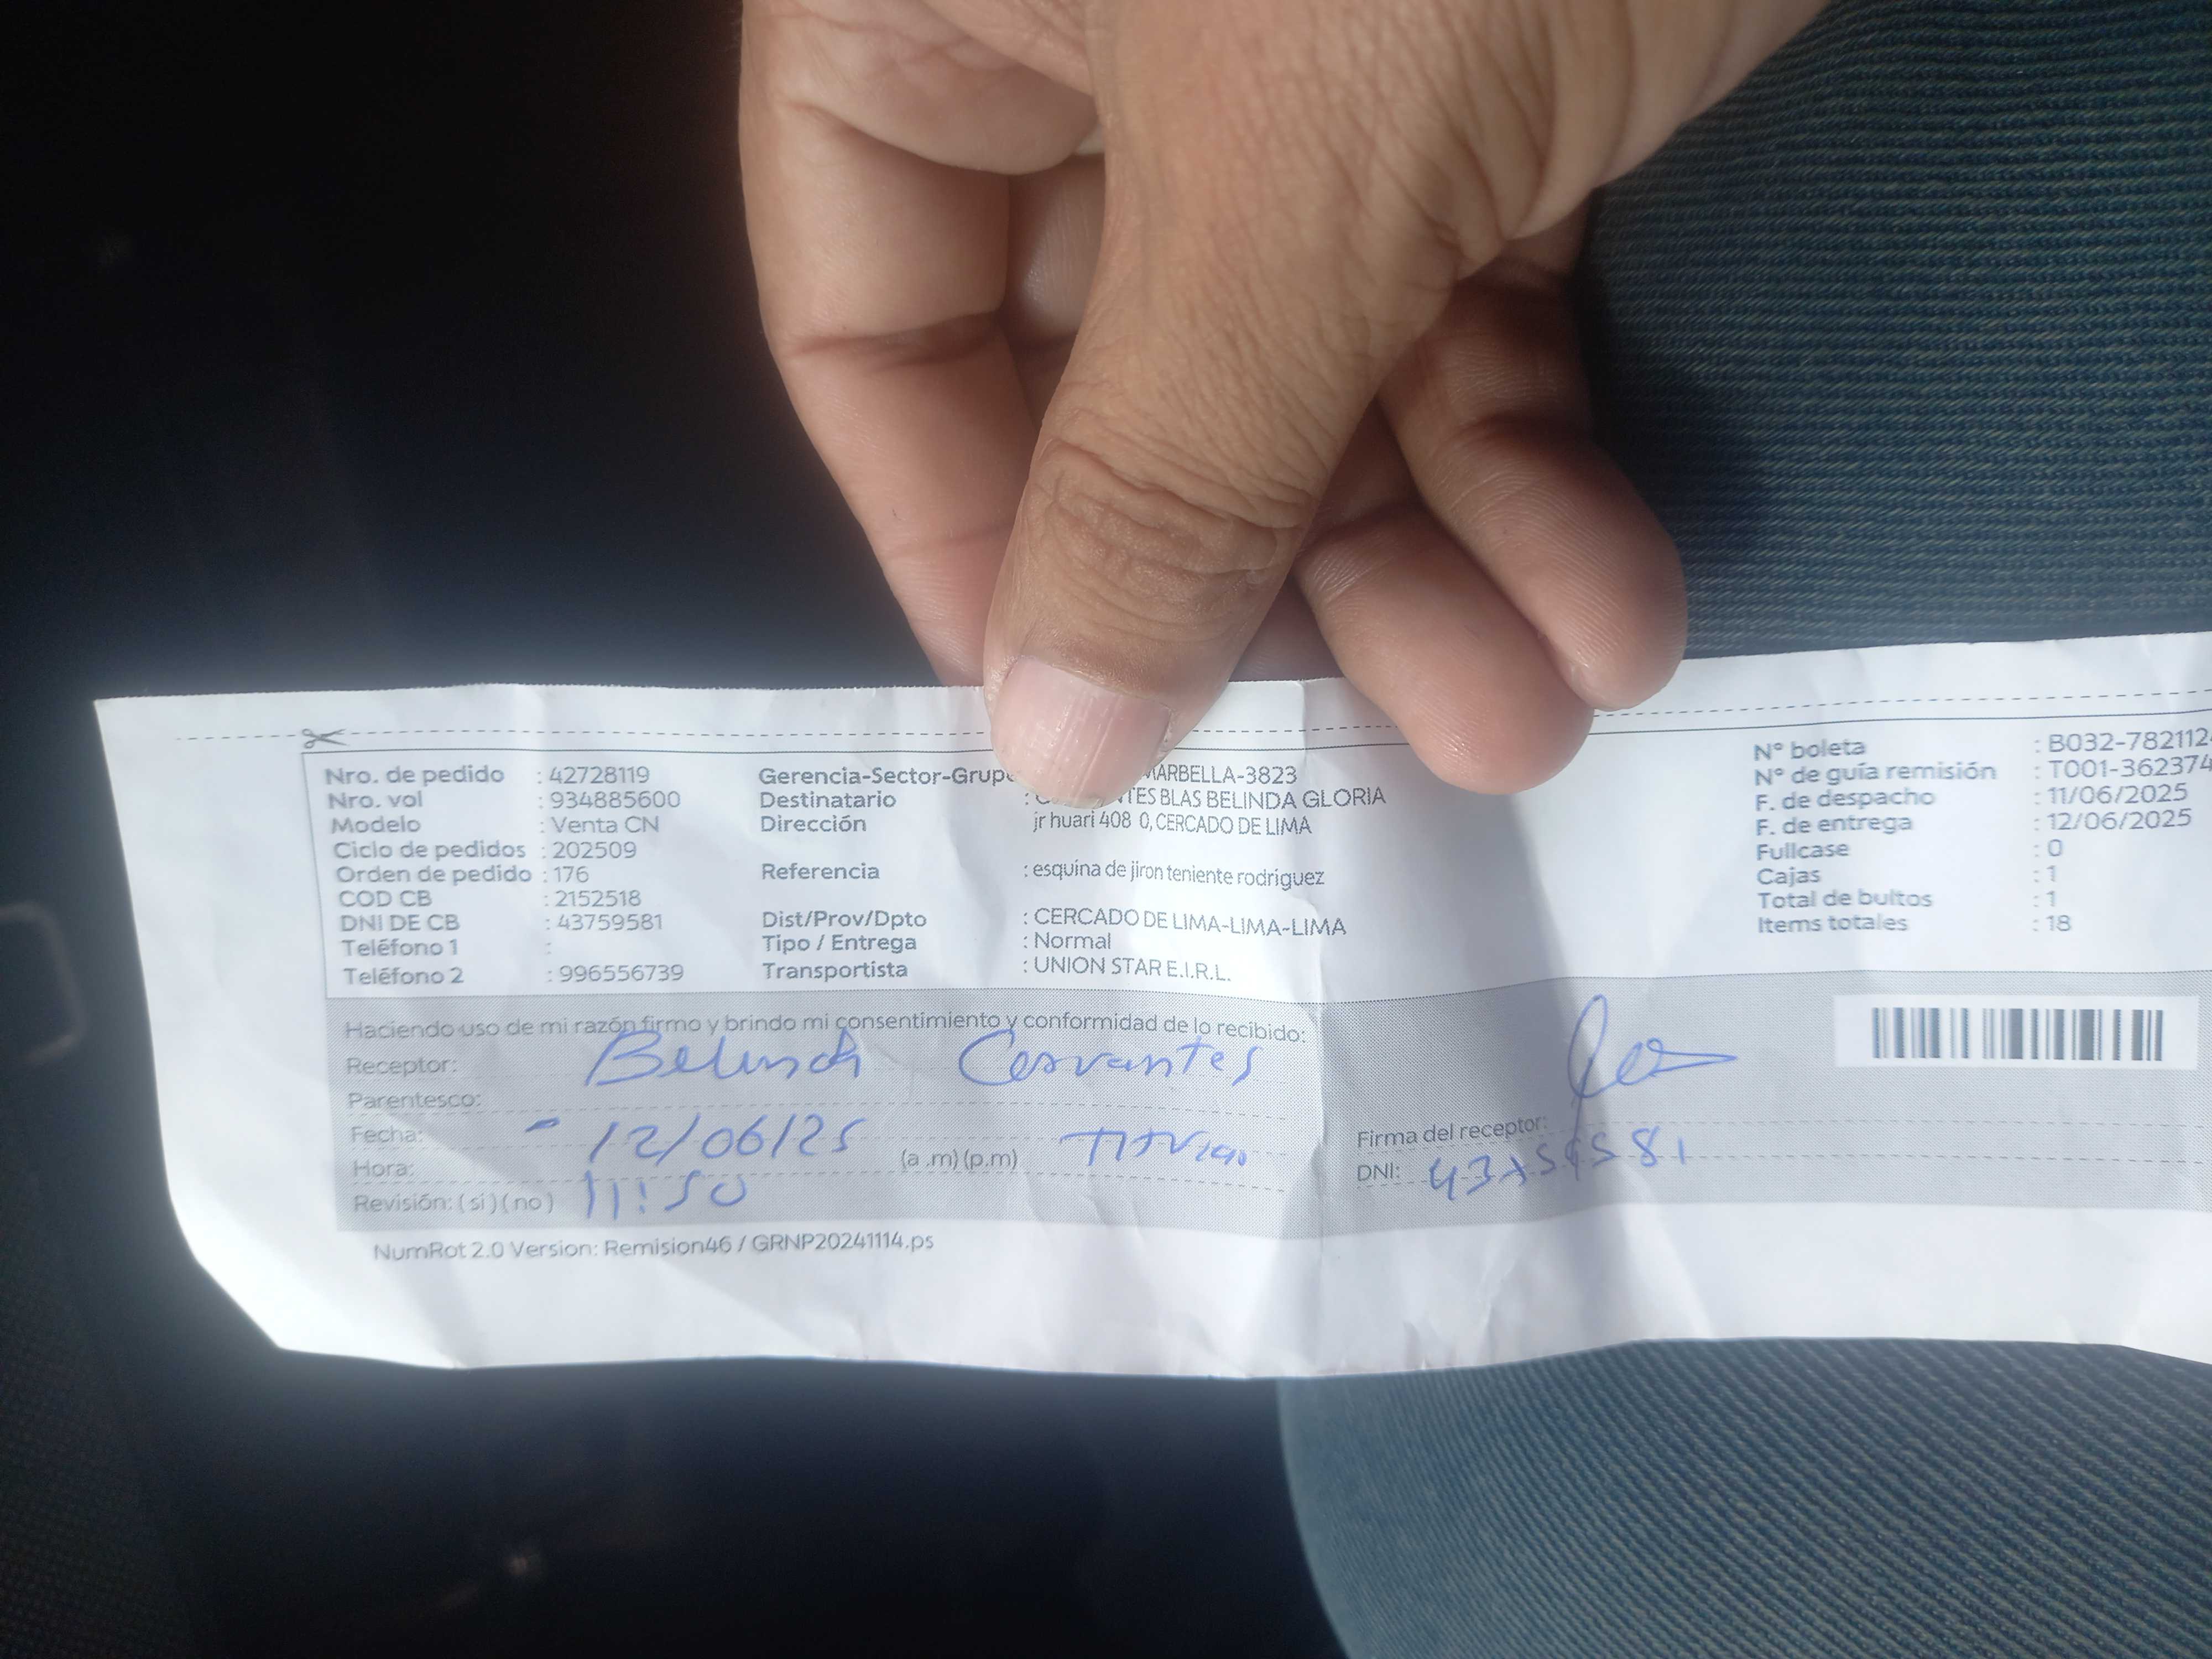 Nro. de pedido : 42728119
Nro. vol : 934885600
Modelo : Venta CN
Ciclo de pedidos : 202509
Orden de pedido : 176
COD CB : 2152518
DNI DE CB : 43759581
Teléfono 1 :
Teléfono 2 : 996556739
Gerencia-Sector-Grup MARBELLA-3823
Destinatario : BLAS BELINDA GLORIA
Dirección jr huari 408 0, CERCADO DE LIMA
Referencia : esquina de jiron teniente rodriguez
Dist/Prov/Dpto : CERCADO DE LIMA-LIMA-LIMA
Tipo / Entrega : Normal
Transportista : UNION STAR E.I.R.L.
N° boleta : B032-782112
N° de guía remisión : T001-362374
F. de despacho : 11/06/2025
F. de entrega : 12/06/2025
Fullcase : 0
Cajas : 1
Total de bultos : 1
Items totales : 18
Haciendo uso de mi razón firmo y brindo mi consentimiento y conformidad de lo recibido:
Receptor: Belinda Cervantes
Parentesco:
Fecha: - 12/06/25
Hora: (a .m) (p.m)
Revisión: ( si ) ( no ) 11:50
Firma del receptor:
DNI: 43759581
NumRot 2.0 Version: Remision46 / GRNP20241114.ps